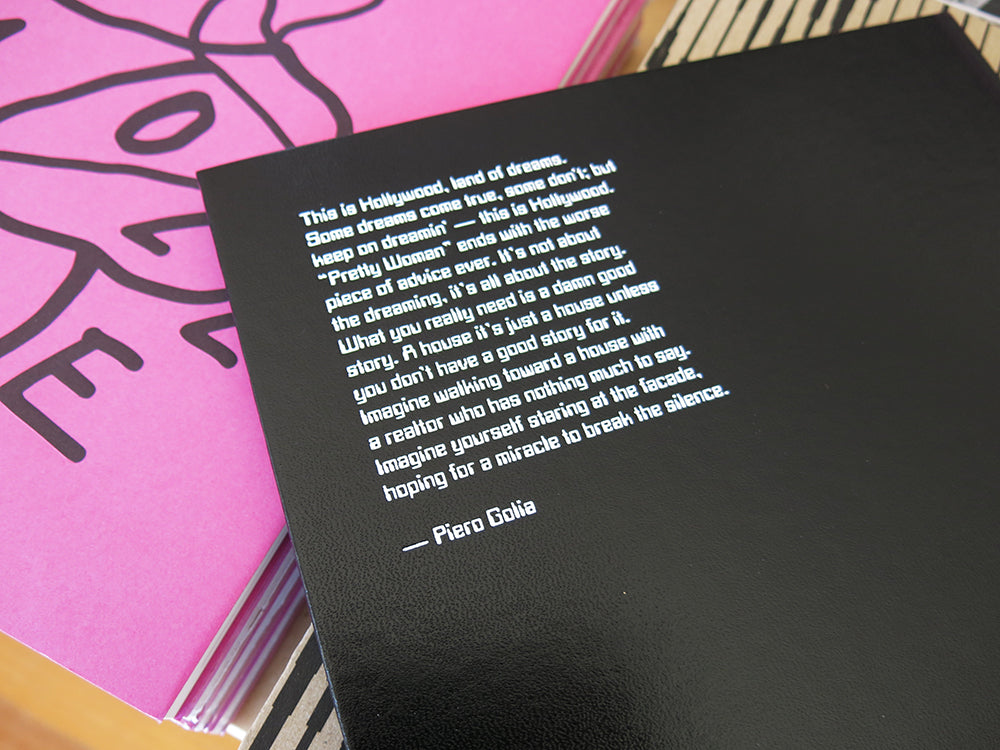 This is Hollywood, land of dreams.
Some dreams come true, some don't; but
keep on dreamin' — this is Hollywood.
"Pretty Woman" ends with the worse
piece of advice ever. It's not about
the dreaming, it's all about the story.
What you really need is a damn good
story. A house it's just a house unless
you don't have a good story for it.
Imagine walking toward a house with
a realtor who has nothing much to say.
Imagine yourself staring at the facade,
hoping for a miracle to break the silence.
— Piero Golia